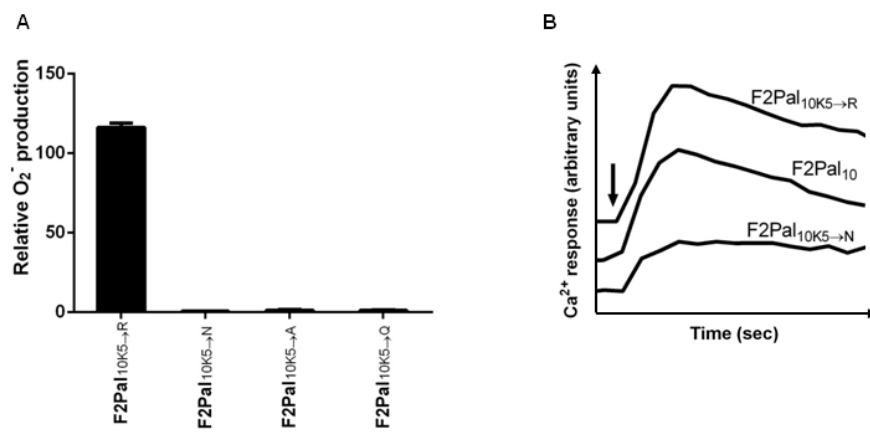 A
Relative O₂⁻ production
150
100
50
0
F2Pal10K5→R
F2Pal10K5→N
F2Pal10K5→A
F2Pal10K5→Q
B
Ca²⁺ response (arbitrary units)
F2Pal10K5→R
F2Pal10
F2Pal10K5→N
Time (sec)